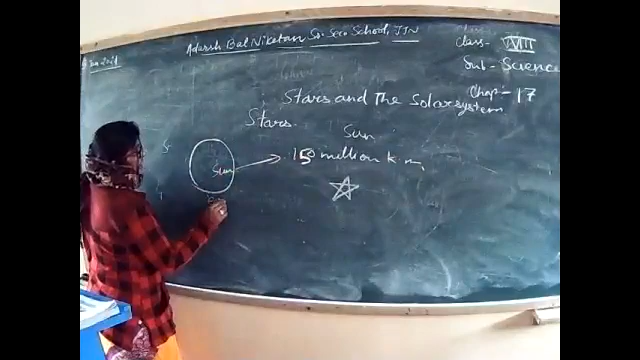 Adarsh Bal Niketan Sr. Sec. School, JJN
Class- VIII
Sub- Science
Chap:- 17
Stars and The Solar system
Stars
Sun
Sun
150 million k m